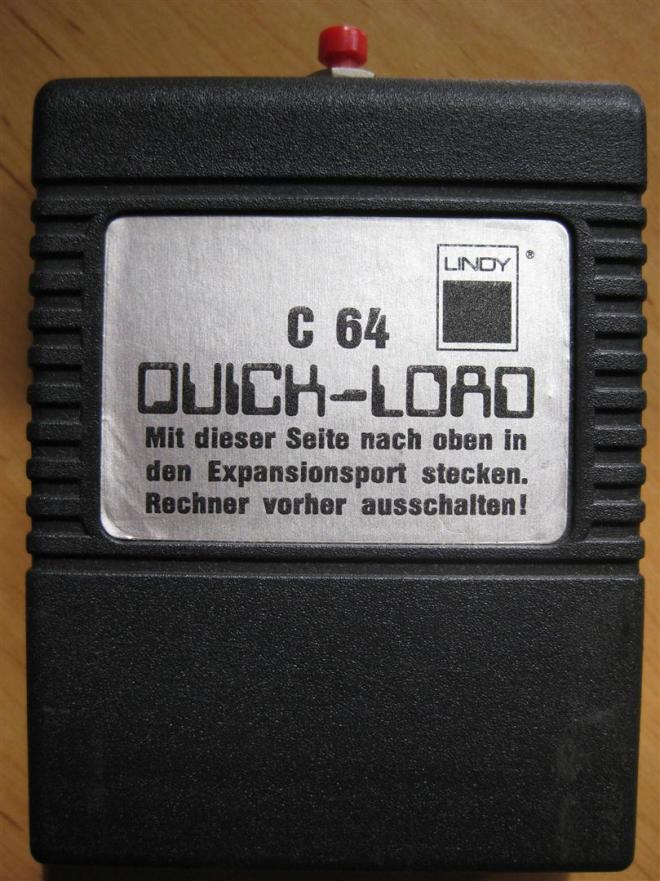 LINDY ®
C 64
QUICK-LOAD
Mit dieser Seite nach oben in
den Expansionsport stecken.
Rechner vorher ausschalten!